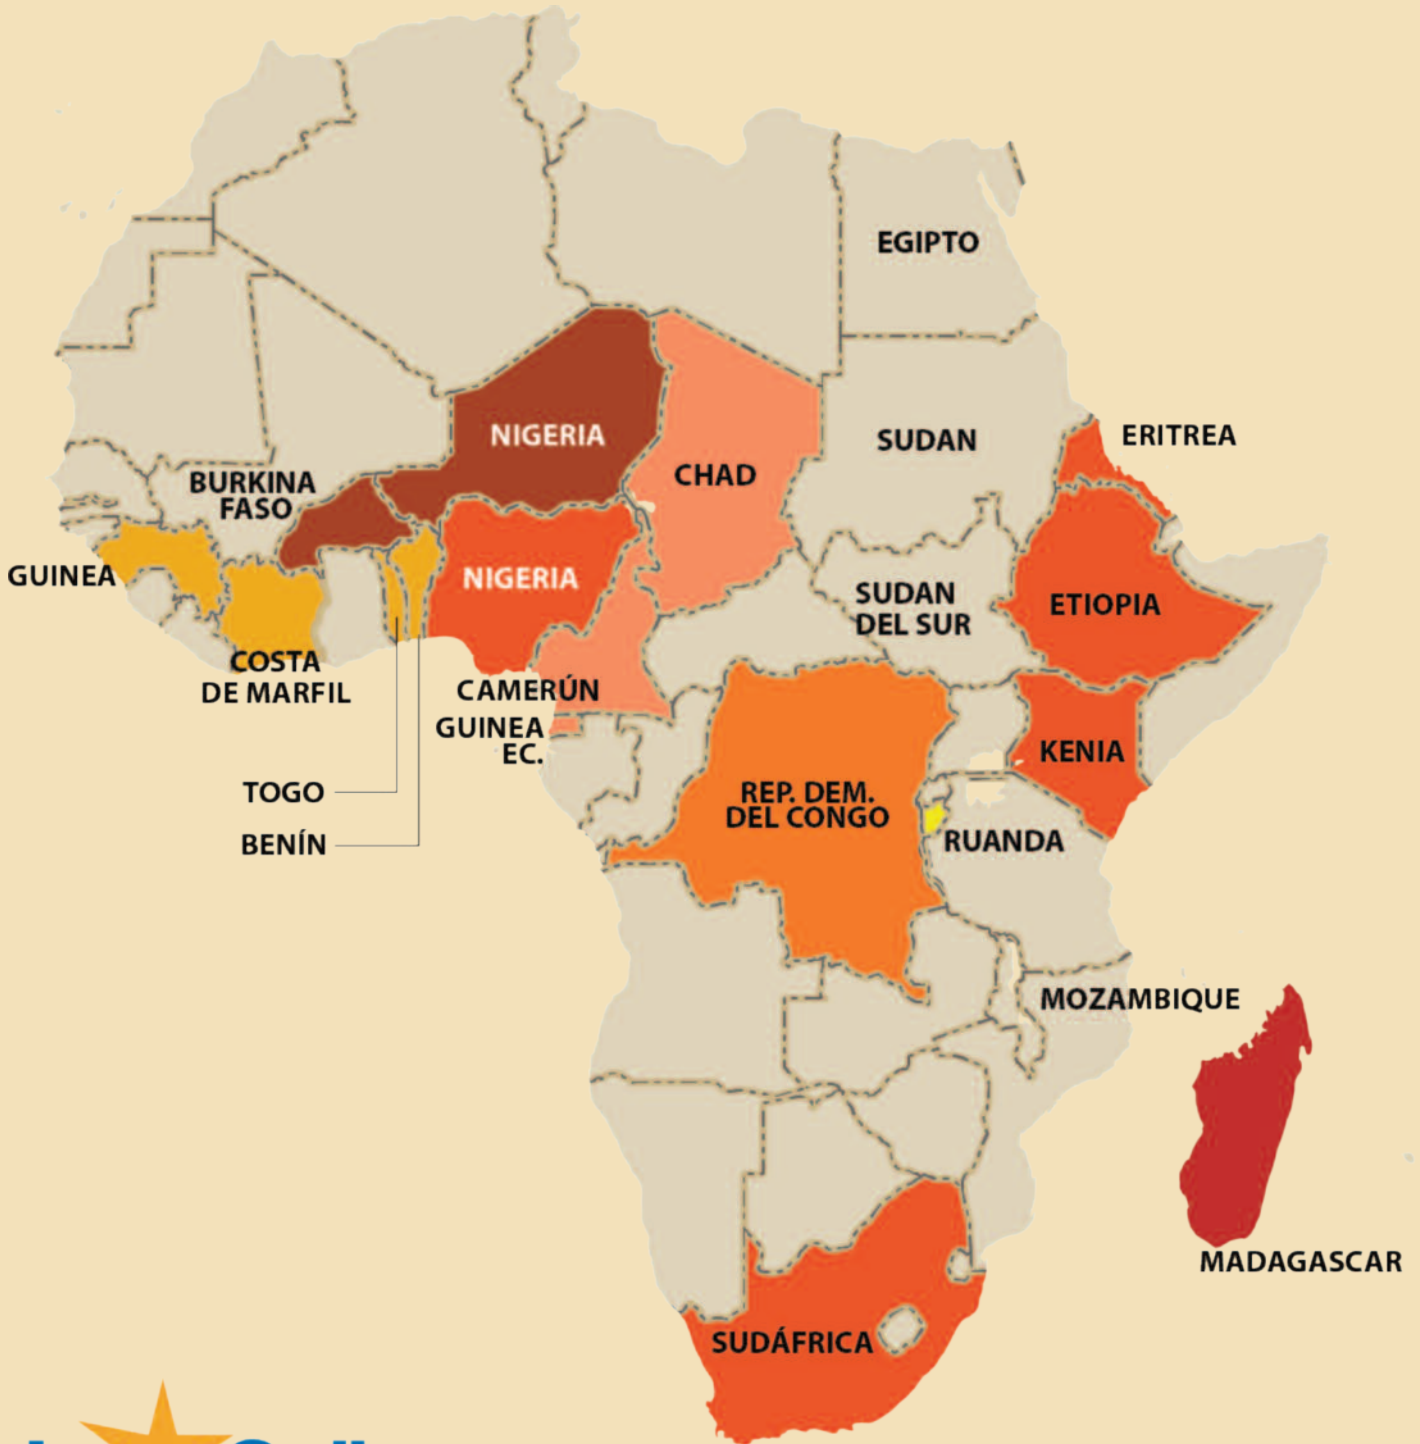 EGIPTO
NIGERIA
CHAD
SUDAN
ERITREA
BURKINA
FASO
GUINEA
NIGERIA
SUDAN
DEL SUR
ETIOPIA
COSTA
DE MARFIL
CAMERÚN
GUINEA
EC.
KENIA
TOGO
REP. DEM.
DEL CONGO
BENÍN
RUANDA
MOZAMBIQUE
MADAGASCAR
SUDÁFRICA